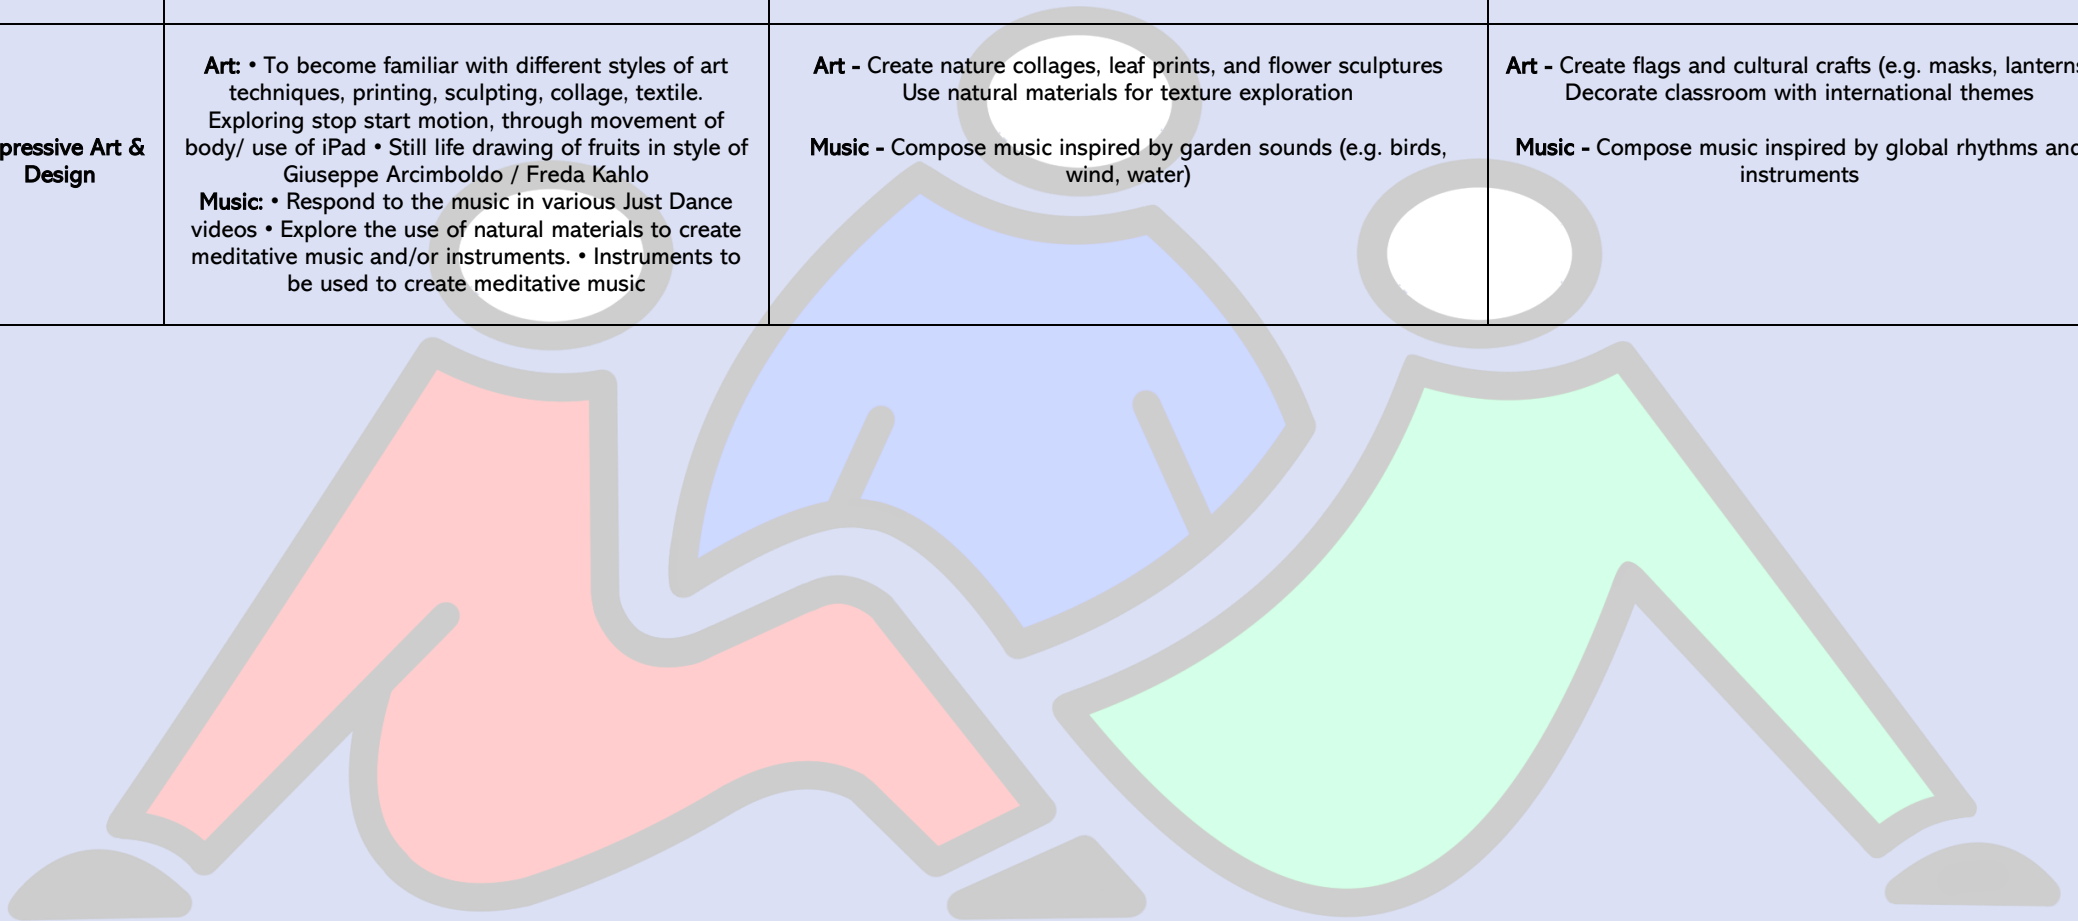 pressive Art &
Design
Art: • To become familiar with different styles of art
techniques, printing, sculpting, collage, textile.
Exploring stop start motion, through movement of
body/ use of iPad • Still life drawing of fruits in style of
Giuseppe Arcimboldo / Freda Kahlo
Music: • Respond to the music in various Just Dance
videos • Explore the use of natural materials to create
meditative music and/or instruments. • Instruments to
be used to create meditative music
Art - Create nature collages, leaf prints, and flower sculptures
Use natural materials for texture exploration
Music - Compose music inspired by garden sounds (e.g. birds,
wind, water)
Art - Create flags and cultural crafts (e.g. masks, lanterns
Decorate classroom with international themes
Music - Compose music inspired by global rhythms and
instruments